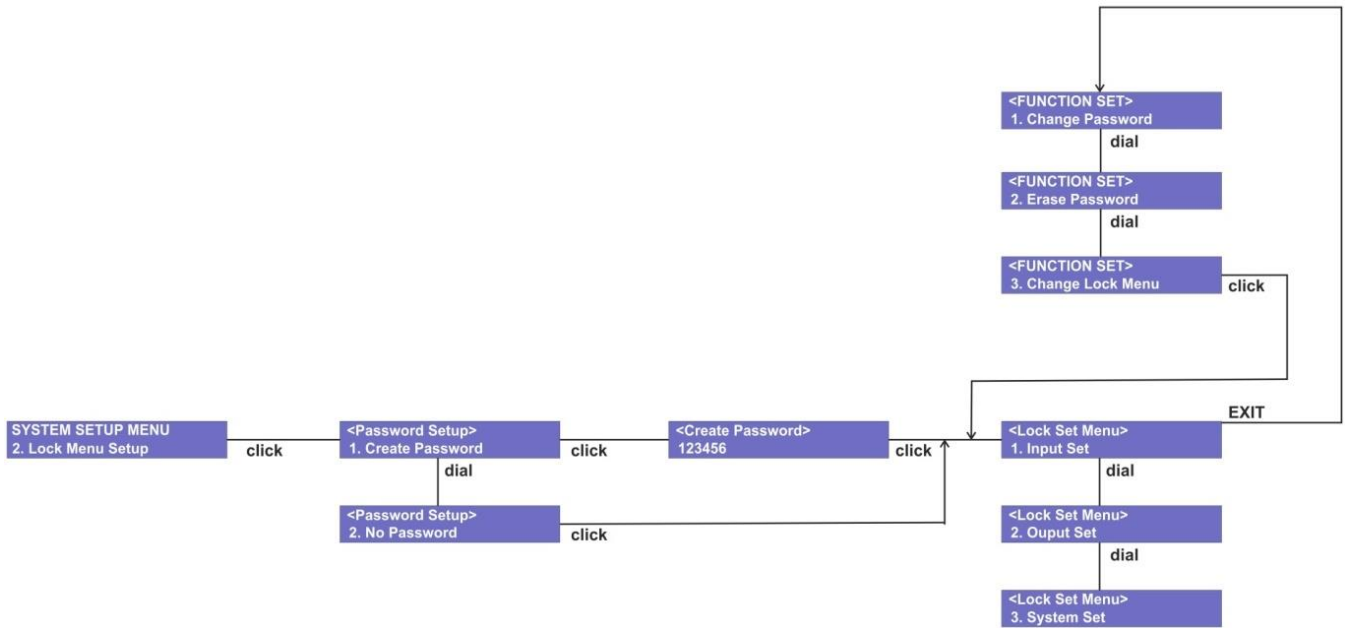 <FUNCTION SET>
1. Change Password
dial
<FUNCTION SET>
2. Erase Password
dial
<FUNCTION SET>
3. Change Lock Menu
click
SYSTEM SETUP MENU
2. Lock Menu Setup
click
<Password Setup>
1. Create Password
click
dial
<Password Setup>
2. No Password
click
<Create Password>
123456
click
<Lock Set Menu>
1. Input Set
EXIT
dial
<Lock Set Menu>
2. Ouput Set
dial
<Lock Set Menu>
3. System Set